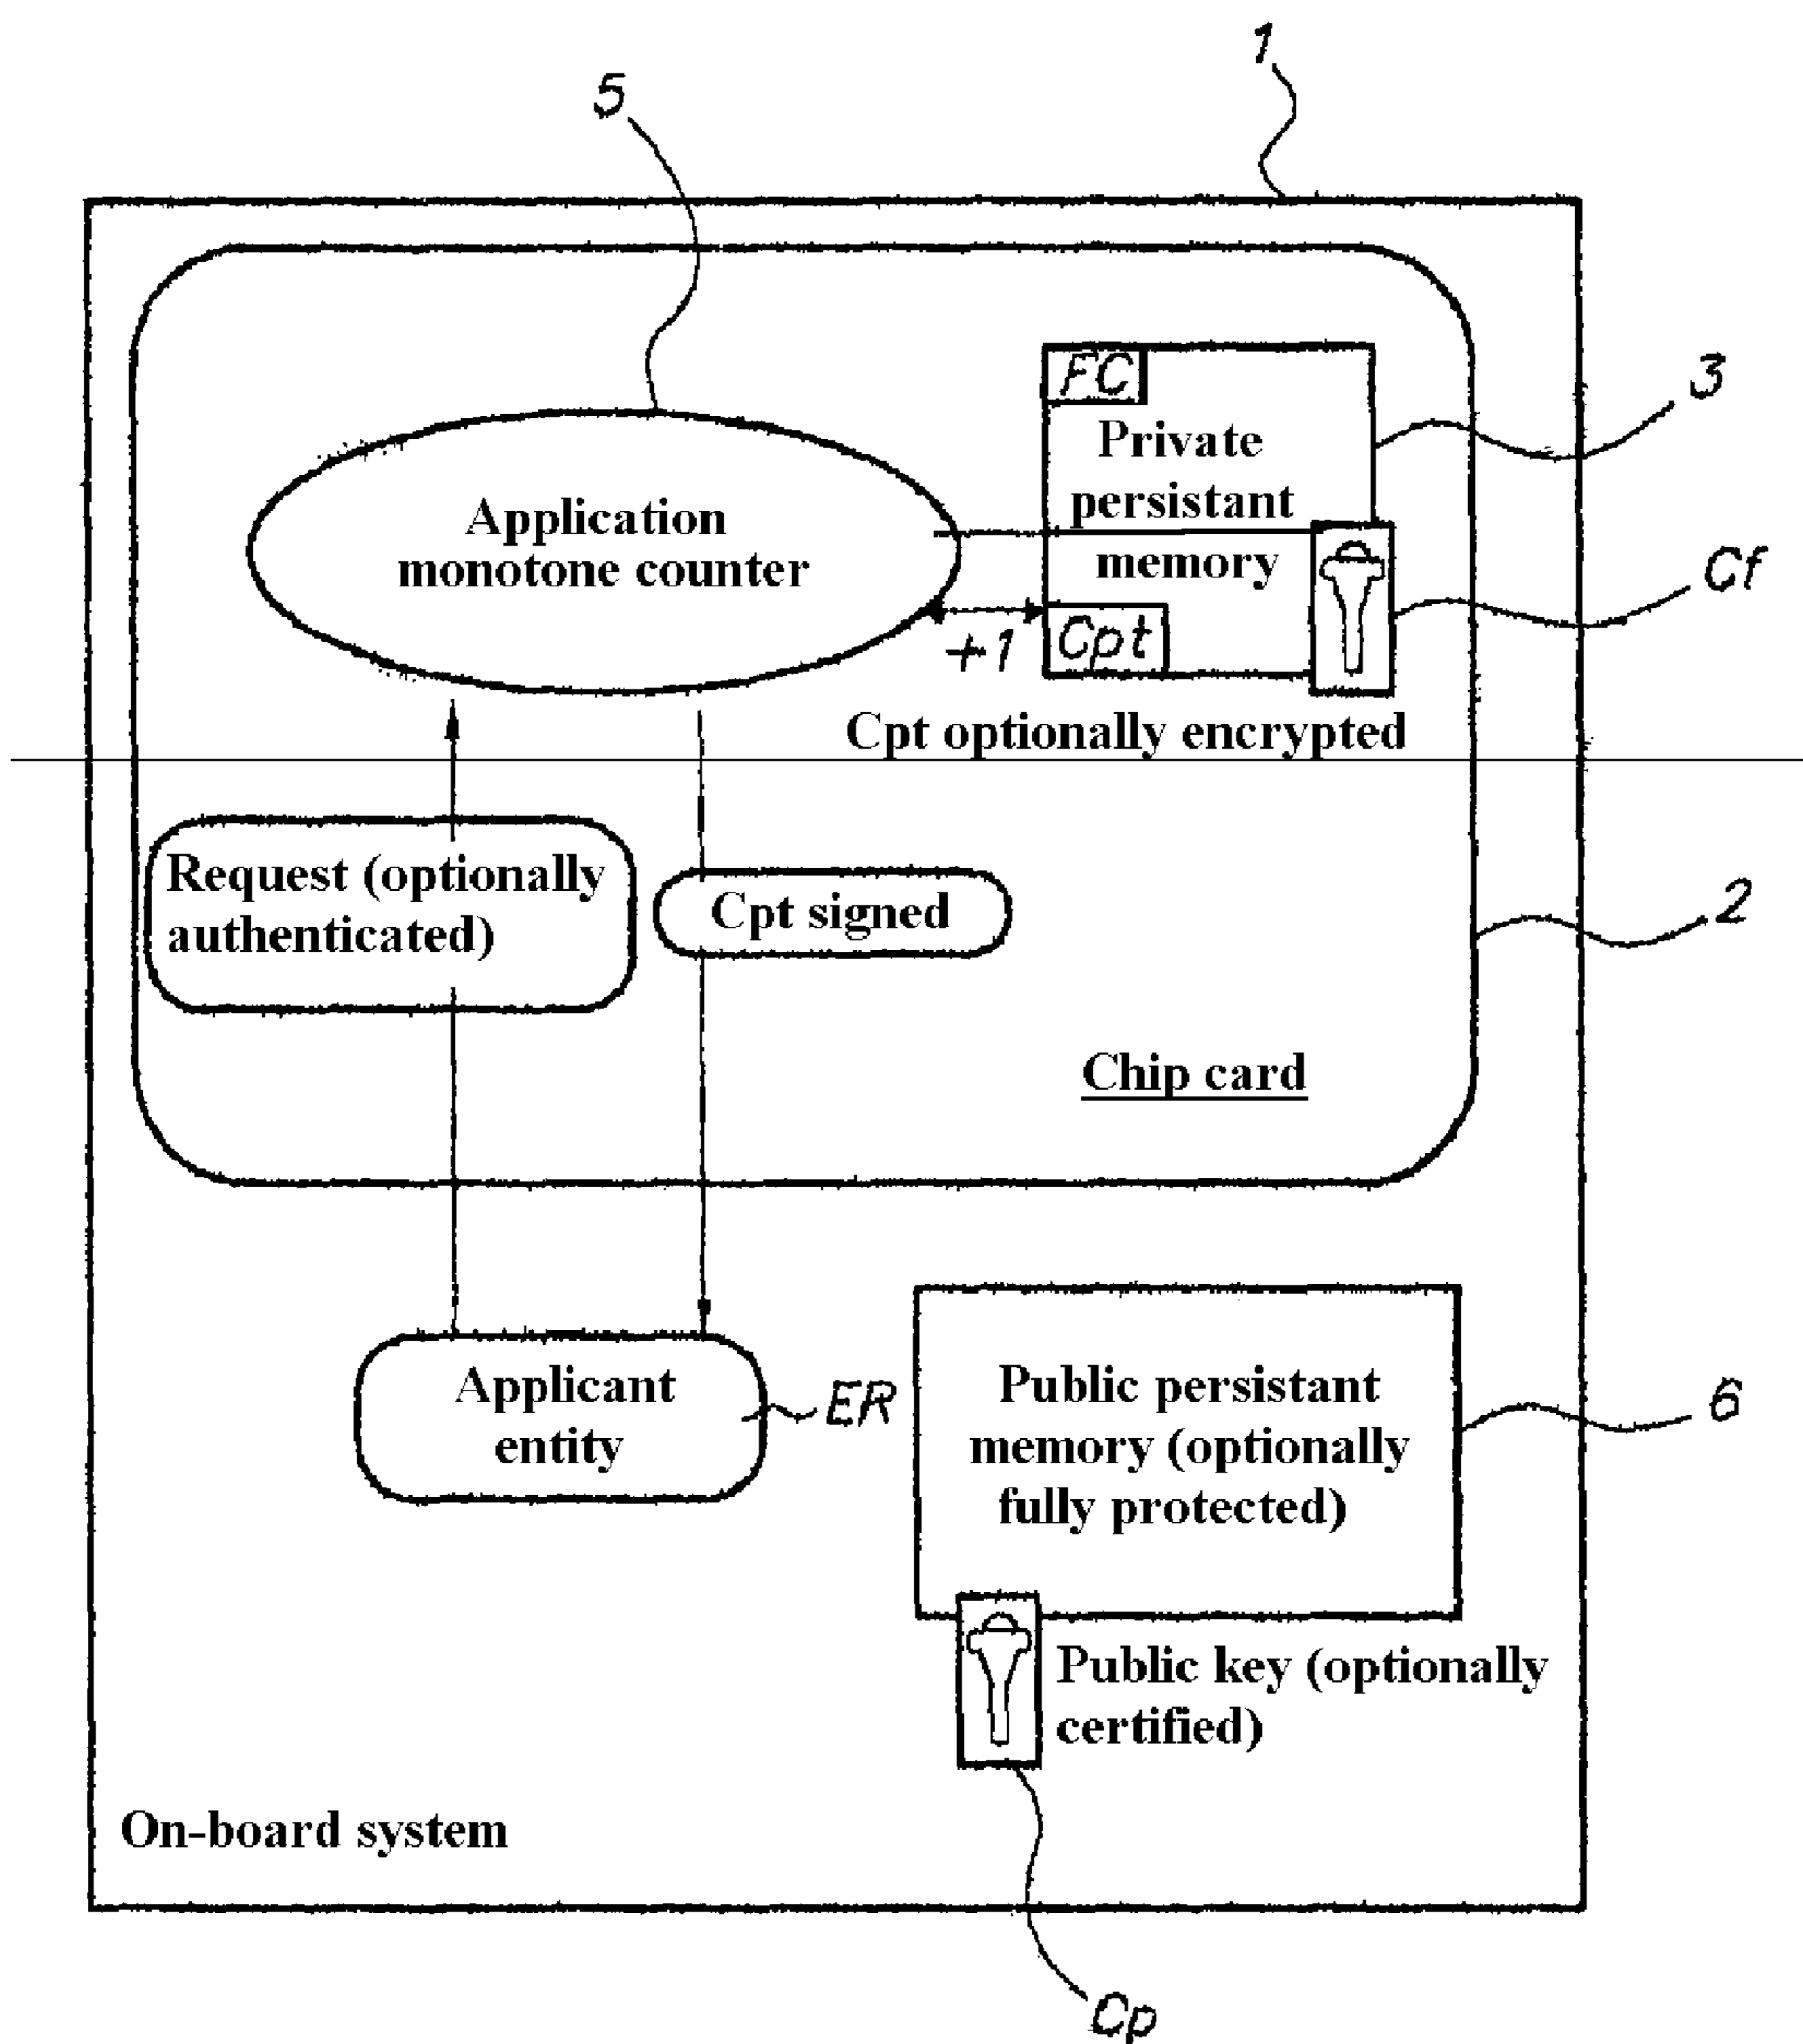 1
5
FC
3
Private
persistant
memory
Application
monotone counter
Cf
+1
Cpt
Cpt optionally encrypted
Request (optionally
authenticated)
Cpt signed
2
Chip card
Applicant
entity
ER
Public persistant
memory (optionally
fully protected)
6
Public key (optionally
certified)
On-board system
Cp